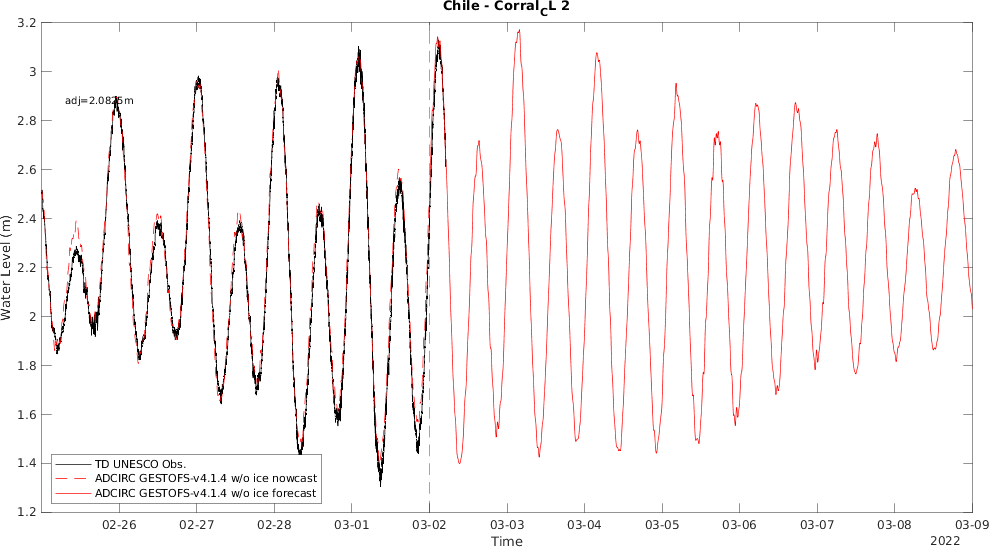 Chile - Corral_CL 2
3.2
3
2.8
2.6
2.4
2.2
2
1.8
1.6
1.4
1.2
Water Level (m)
adj=2.0825m
TD UNESCO Obs.
ADCIRC GESTOFS-v4.1.4 w/o ice nowcast
ADCIRC GESTOFS-v4.1.4 w/o ice forecast
02-26 02-27 02-28 03-01 03-02 03-03 03-04 03-05 03-06 03-07 03-08 03-09
Time
2022